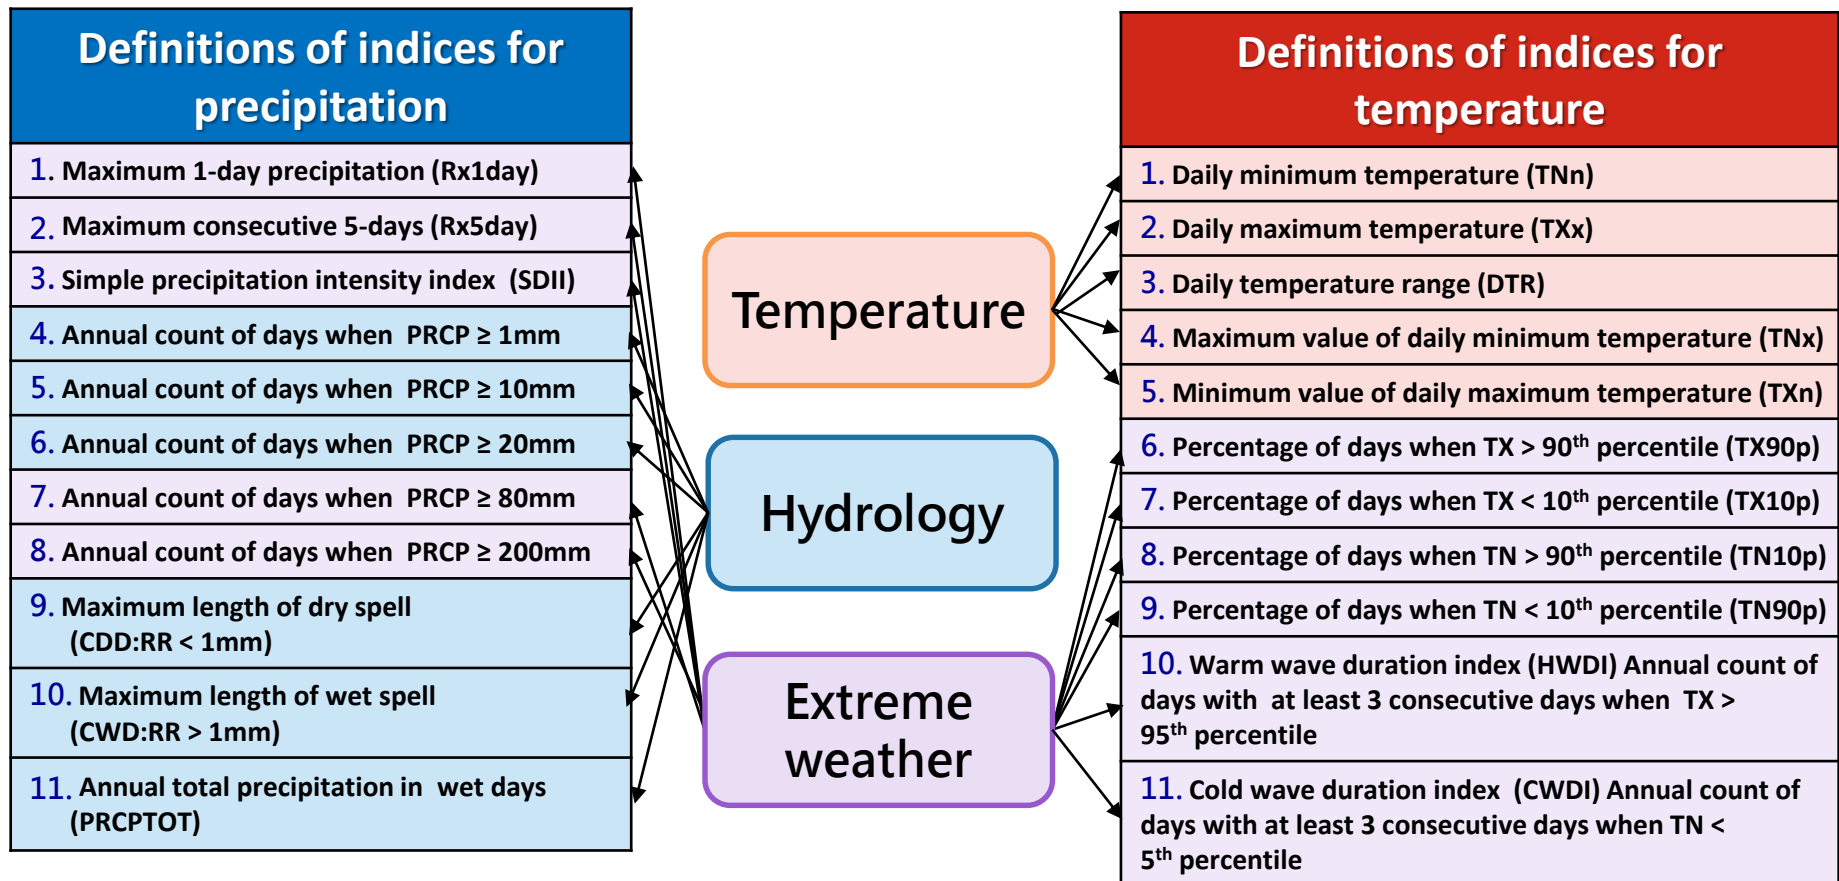 Definitions of indices for
precipitation
1. Maximum 1-day precipitation (Rx1day)
2. Maximum consecutive 5-days (Rx5day)
3. Simple precipitation intensity index (SDII)
4. Annual count of days when PRCP ≥ 1mm
5. Annual count of days when PRCP ≥ 10mm
6. Annual count of days when PRCP ≥ 20mm
7. Annual count of days when PRCP ≥ 80mm
8. Annual count of days when PRCP ≥ 200mm
9. Maximum length of dry spell
(CDD:RR < 1mm)
10. Maximum length of wet spell
(CWD:RR > 1mm)
11. Annual total precipitation in wet days
(PRCPTOT)
Temperature
Hydrology
Extreme
weather
Definitions of indices for
temperature
1. Daily minimum temperature (TNn)
2. Daily maximum temperature (TXx)
3. Daily temperature range (DTR)
4. Maximum value of daily minimum temperature (TNx)
5. Minimum value of daily maximum temperature (TXn)
6. Percentage of days when TX > 90th percentile (TX90p)
7. Percentage of days when TX < 10th percentile (TX10p)
8. Percentage of days when TN > 90th percentile (TN10p)
9. Percentage of days when TN < 10th percentile (TN90p)
10. Warm wave duration index (HWDI) Annual count of
days with at least 3 consecutive days when TX >
95th percentile
11. Cold wave duration index (CWDI) Annual count of
days with at least 3 consecutive days when TN <
5th percentile